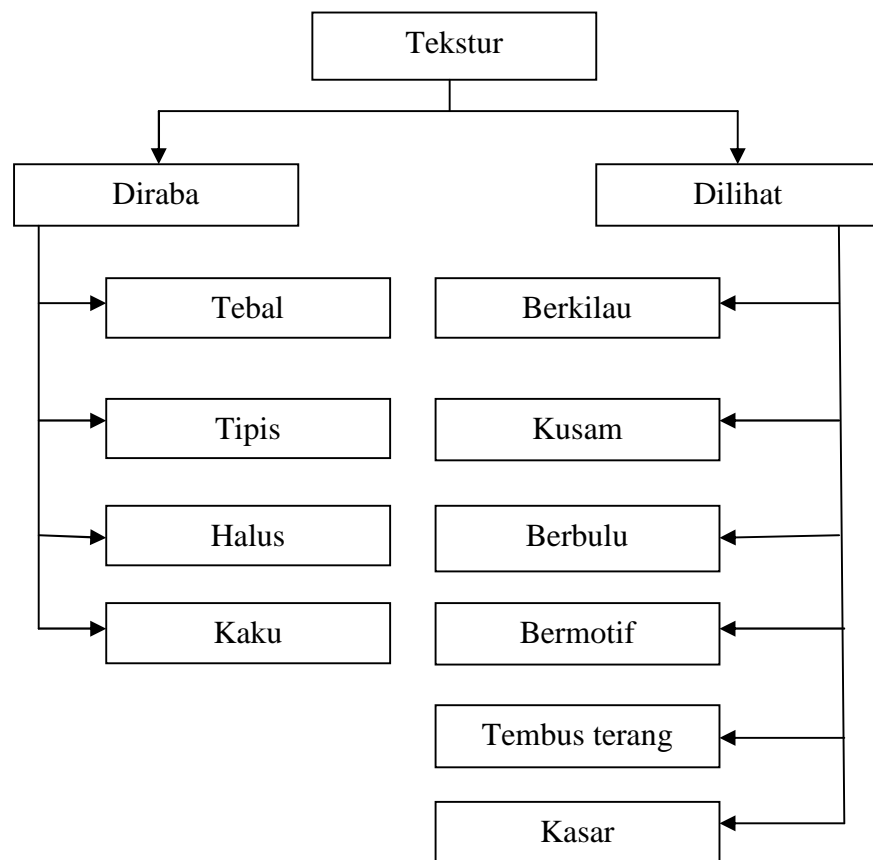 Tekstur
Diraba
Dilihat
Tebal
Berkilau
Tipis
Kusam
Halus
Berbulu
Kaku
Bermotif
Tembus terang
Kasar